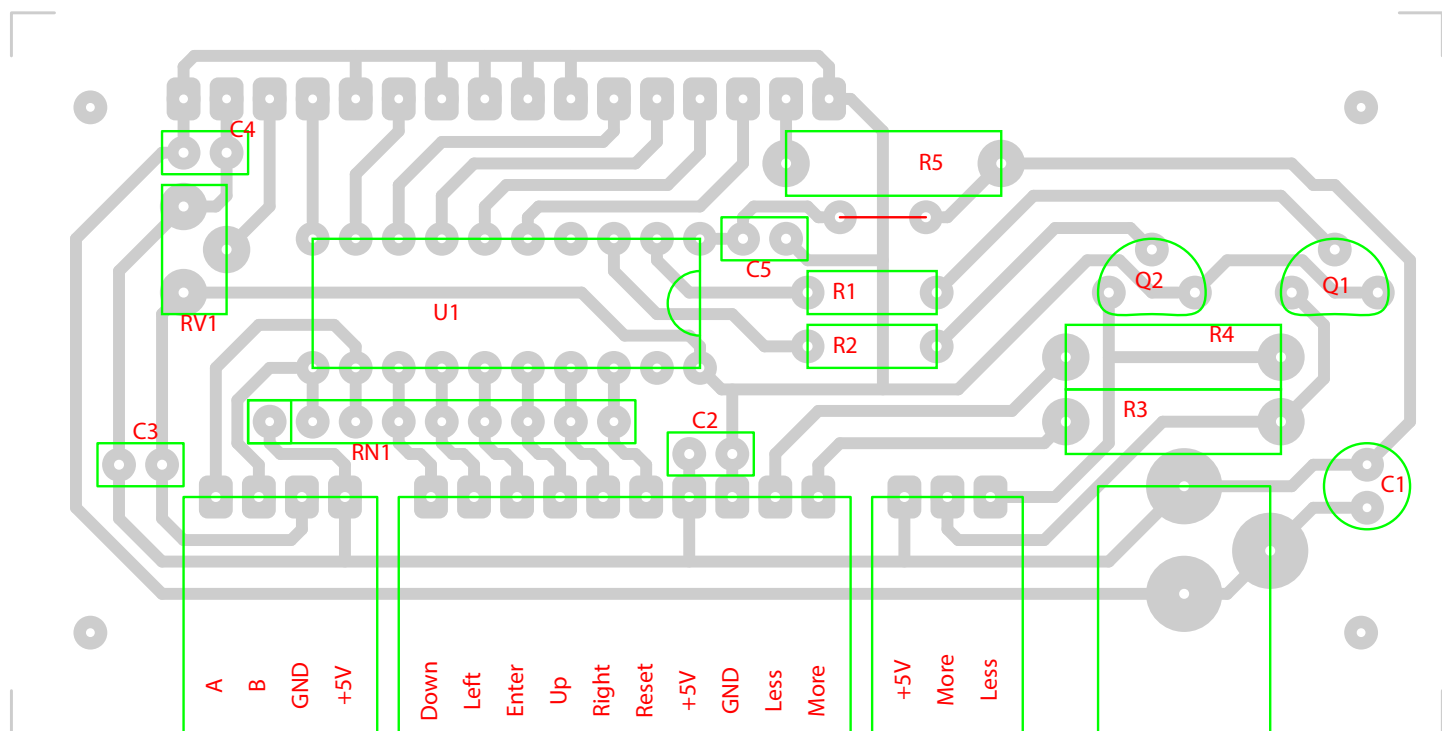 C4
R5
C5
Q2
Q1
R1
U1
RV1
R4
R2
R3
C2
C3
RN1
C1
A
B
GND
+5V
Down
Left
Enter
Up
Right
Reset
+5V
GND
Less
More
+5V
More
Less